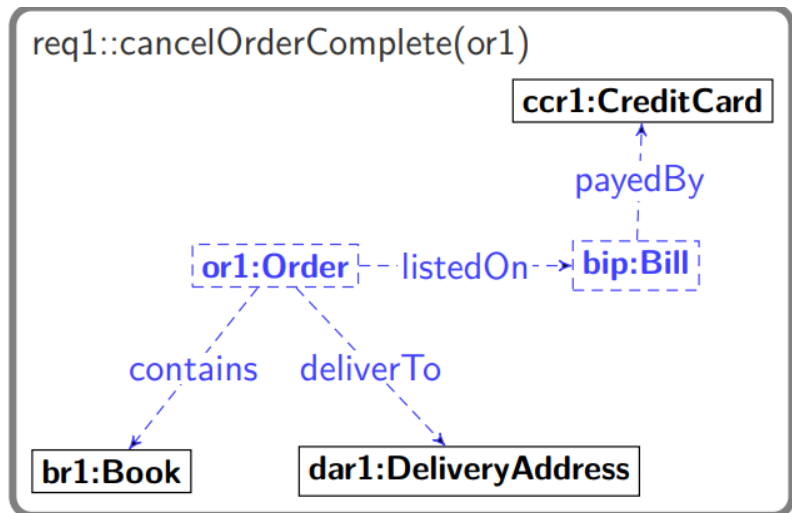 req1::cancelOrderComplete(or1)
ccr1:CreditCard
payedBy
or1:Order
listedOn
bip:Bill
contains
deliverTo
br1:Book
dar1:DeliveryAddress